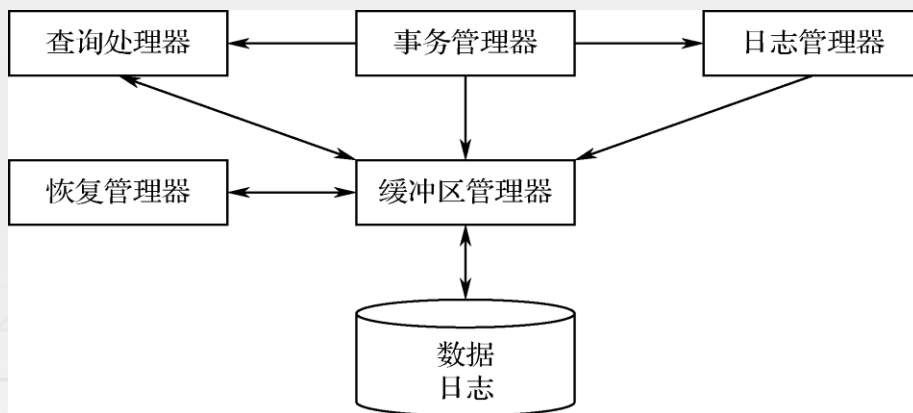 查询处理器
事务管理器
日志管理器
恢复管理器
缓冲区管理器
数据
日志